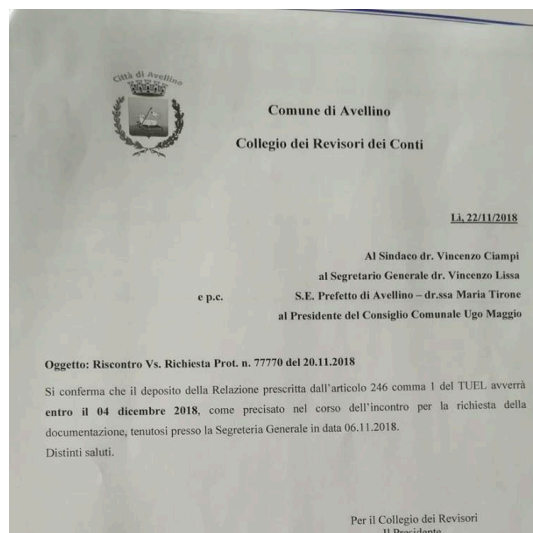 Città di Avellino
Comune di Avellino
Collegio dei Revisori dei Conti
Lì, 22/11/2018
Al Sindaco dr. Vincenzo Ciampi
al Segretario Generale dr. Vincenzo Lissa
e p.c. S.E. Prefetto di Avellino – dr.ssa Maria Tirone
al Presidente del Consiglio Comunale Ugo Maggio
Oggetto: Riscontro Vs. Richiesta Prot. n. 77770 del 20.11.2018
Si conferma che il deposito della Relazione prescritta dall'articolo 246 comma 1 del TUEL avverrà
entro il 04 dicembre 2018, come precisato nel corso dell'incontro per la richiesta della
documentazione, tenutosi presso la Segreteria Generale in data 06.11.2018.
Distinti saluti.
Per il Collegio dei Revisori
Il Presidente